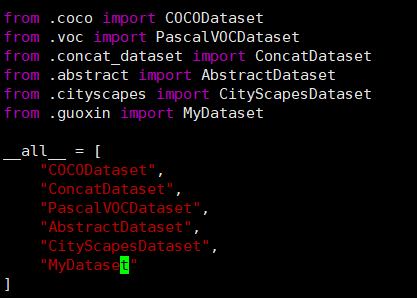 from .coco import COCODataset
from .voc import PascalVOCDataset
from .concat_dataset import ConcatDataset
from .abstract import AbstractDataset
from .cityscapes import CityScapesDataset
from .guoxin import MyDataset
__all__ = [
    "COCODataset",
    "ConcatDataset",
    "PascalVOCDataset",
    "AbstractDataset",
    "CityScapesDataset",
    "MyDataset"
]